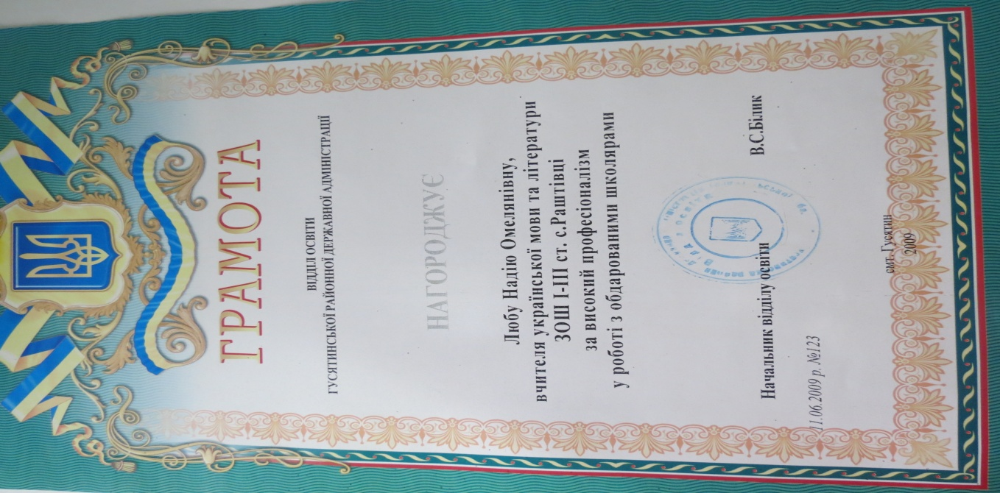 ГРАМОТА
ВІДДІЛ ОСВІТИ
ГУСЯТИНСЬКОЇ РАЙОННОЇ ДЕРЖАВНОЇ АДМІНІСТРАЦІЇ
НАГОРОДЖУЄ
Любу Надію Омелянівну,
вчителя української мови та літератури
ЗОШ І-ІІІ ст. с.Раштівці
за високий професіоналізм
у роботі з обдарованими школярами
Начальник відділу освіти В.С.Білик
11.06.2009 р. №123
смт. Гусятин
2009